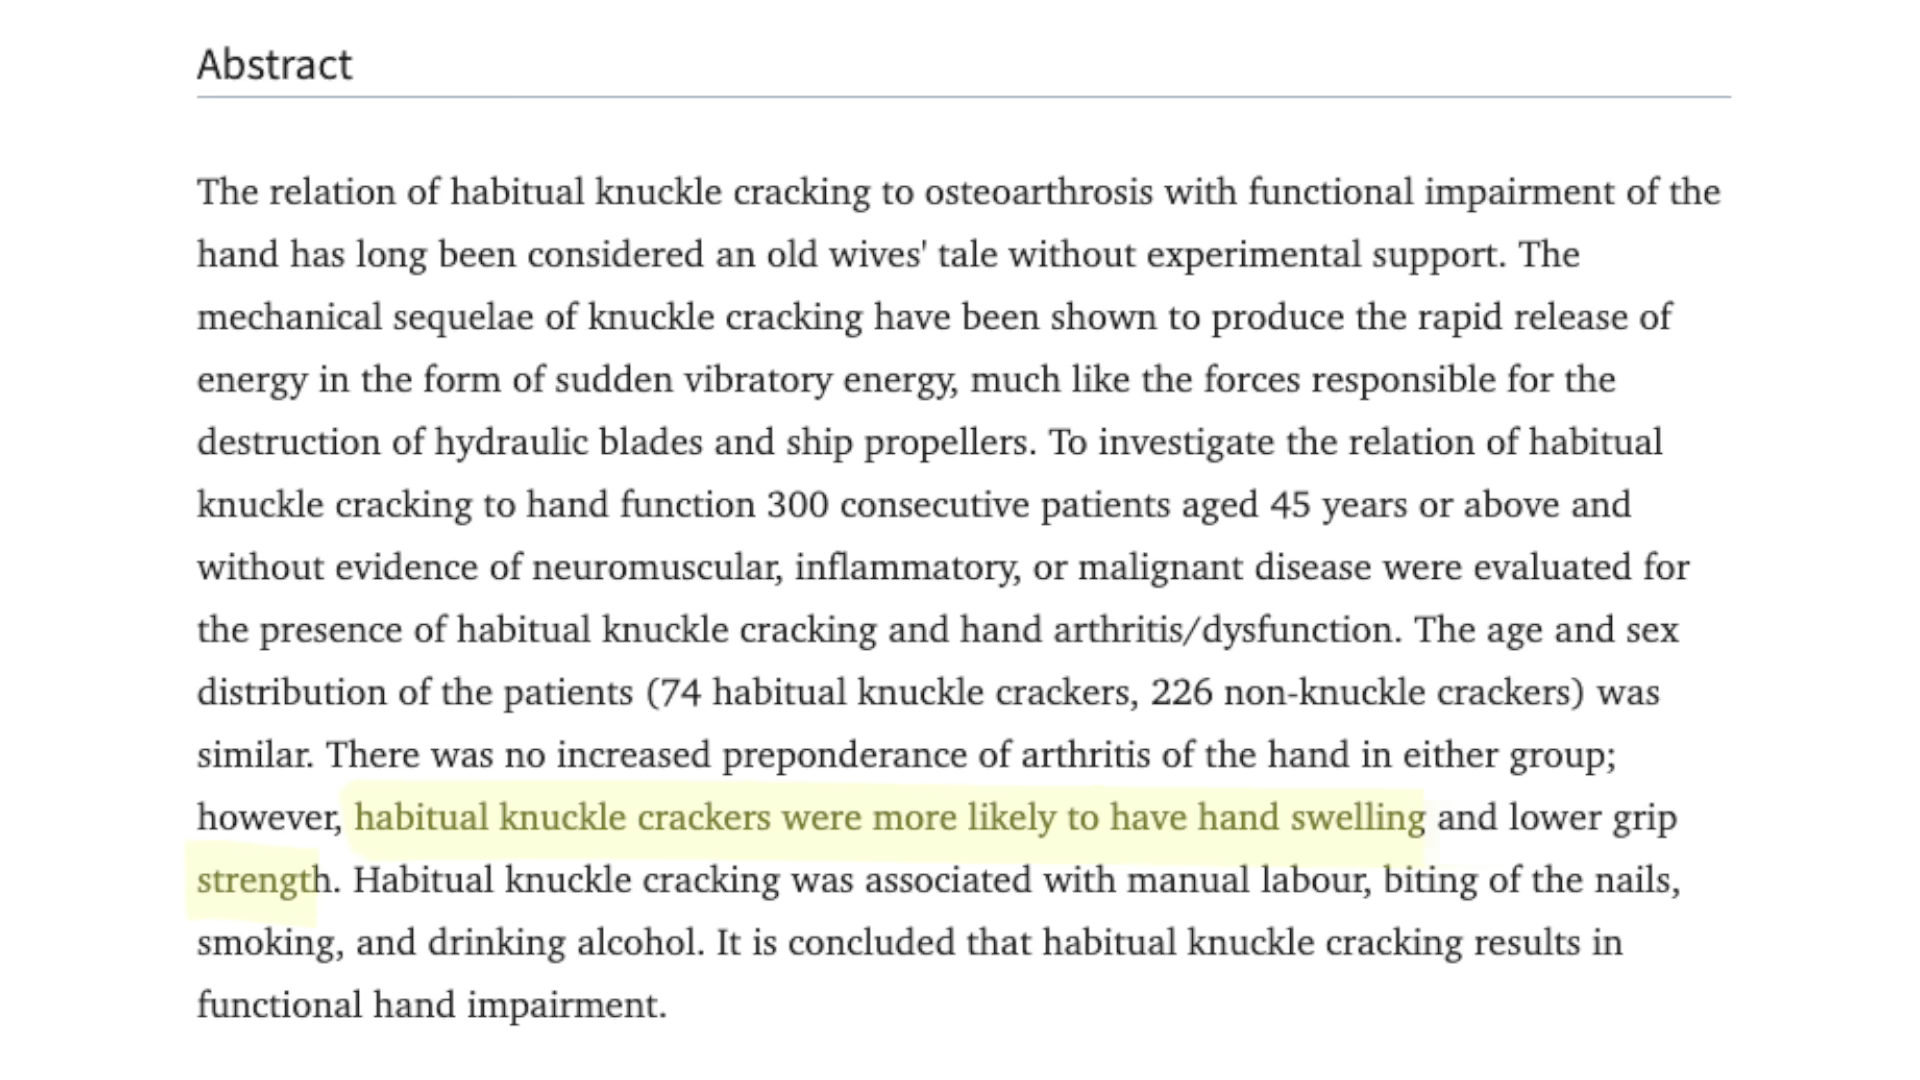 Abstract
The relation of habitual knuckle cracking to osteoarthrosis with functional impairment of the
hand has long been considered an old wives' tale without experimental support. The
mechanical sequelae of knuckle cracking have been shown to produce the rapid release of
energy in the form of sudden vibratory energy, much like the forces responsible for the
destruction of hydraulic blades and ship propellers. To investigate the relation of habitual
knuckle cracking to hand function 300 consecutive patients aged 45 years or above and
without evidence of neuromuscular, inflammatory, or malignant disease were evaluated for
the presence of habitual knuckle cracking and hand arthritis/dysfunction. The age and sex
distribution of the patients (74 habitual knuckle crackers, 226 non-knuckle crackers) was
similar. There was no increased preponderance of arthritis of the hand in either group;
however, habitual knuckle crackers were more likely to have hand swelling and lower grip
strength. Habitual knuckle cracking was associated with manual labour, biting of the nails,
smoking, and drinking alcohol. It is concluded that habitual knuckle cracking results in
functional hand impairment.